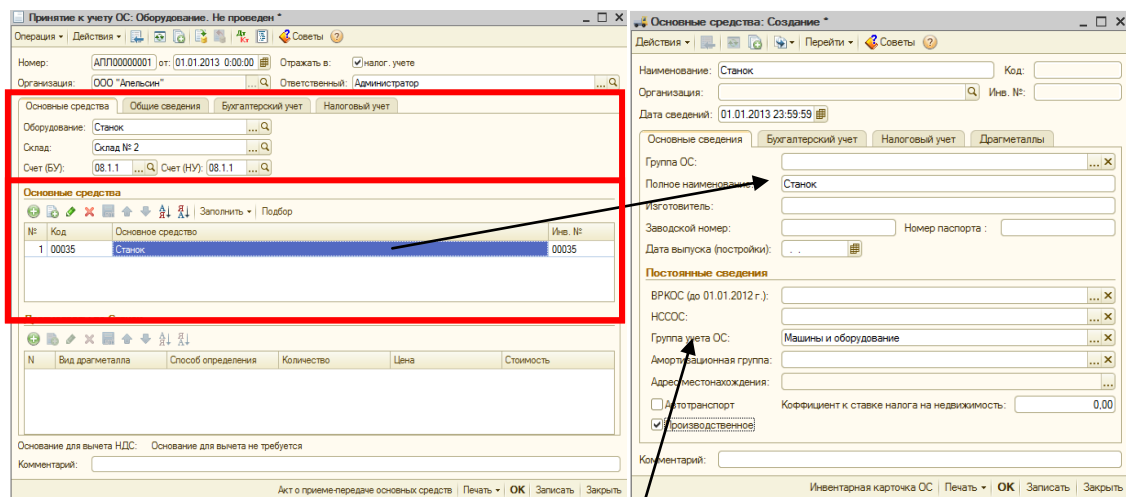 Принятие к учету ОС: Оборудование. Не проведен *
Операция Действия Дт Кт Советы
Номер: АПЛ00000001 от: 01.01.2013 0:00:00 Отражать в: налог. учете
Организация: ООО "Апельсин" ... Ответственный: Администратор ...
Основные средства Общие сведения Бухгалтерский учет Налоговый учет
Оборудование: Станок ...
Склад: Склад № 2 ...
Счет (БУ): 08.1.1 ... Счет (НУ): 08.1.1 ...
Основные средства
Заполнить Подбор
№ Код Основное средство Инв. №
1 00035 Станок 00035
N Вид драгметалла Способ определения Количество Цена Стоимость
Основание для вычета НДС: Основание для вычета не требуется
Комментарий:
Акт о приеме-передаче основных средств Печать OK Записать Закрыть
Основные средства: Создание *
Действия Перейти Советы
Наименование: Станок Код:
Организация: Инв. №:
Дата сведений: 01.01.2013 23:59:59
Основные сведения Бухгалтерский учет Налоговый учет Драгметаллы
Группа ОС: ...
Полное наименование: Станок
Изготовитель:
Заводской номер: Номер паспорта :
Дата выпуска (постройки): . .
Постоянные сведения
ВРКОС (до 01.01.2012 г.): ...
НССОС: ...
Группа учета ОС: Машины и оборудование ...
Амортизационная группа: ...
Адрес местонахождения: ...
Автотранспорт Коэффициент к ставке налога на недвижимость: 0,00
Производственное
Комментарий:
Инвентарная карточка ОС Печать OK Записать Закрыть